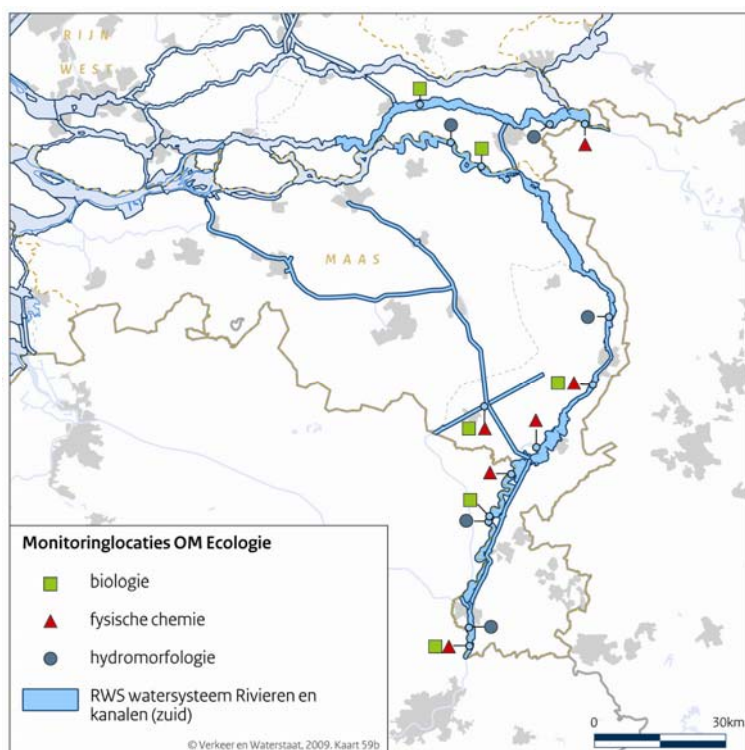 RIJN
WEST
MAAS
Monitoringlocaties OM Ecologie
biologie
fysische chemie
hydromorfologie
RWS watersysteem Rivieren en
kanalen (zuid)
© Verkeer en Waterstaat, 2009. Kaart 59b
0 30km